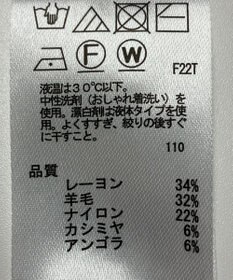 F W
F22T
液温は30℃以下。
中性洗剤(おしゃれ着洗い)を
使用。漂白剤は液体タイプを使
用。よくすすぎ、絞りの後すぐ
に干すこと。
110
品質
レーヨン 34%
羊毛 32%
ナイロン 22%
カシミヤ 6%
アンゴラ 6%